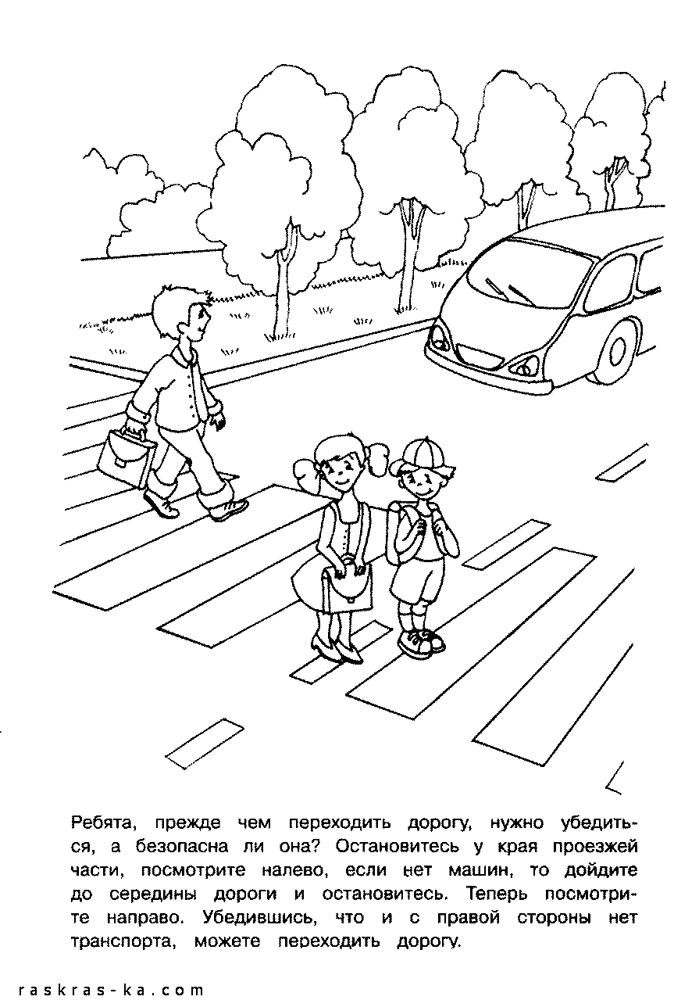 Ребята, прежде чем переходить дорогу, нужно убедить-
ся, а безопасна ли она? Остановитесь у края проезжей
части, посмотрите налево, если нет машин, то дойдите
до середины дороги и остановитесь. Теперь посмотри-
те направо. Убедившись, что и с правой стороны нет
транспорта, можете переходить дорогу.
raskras-ka.com